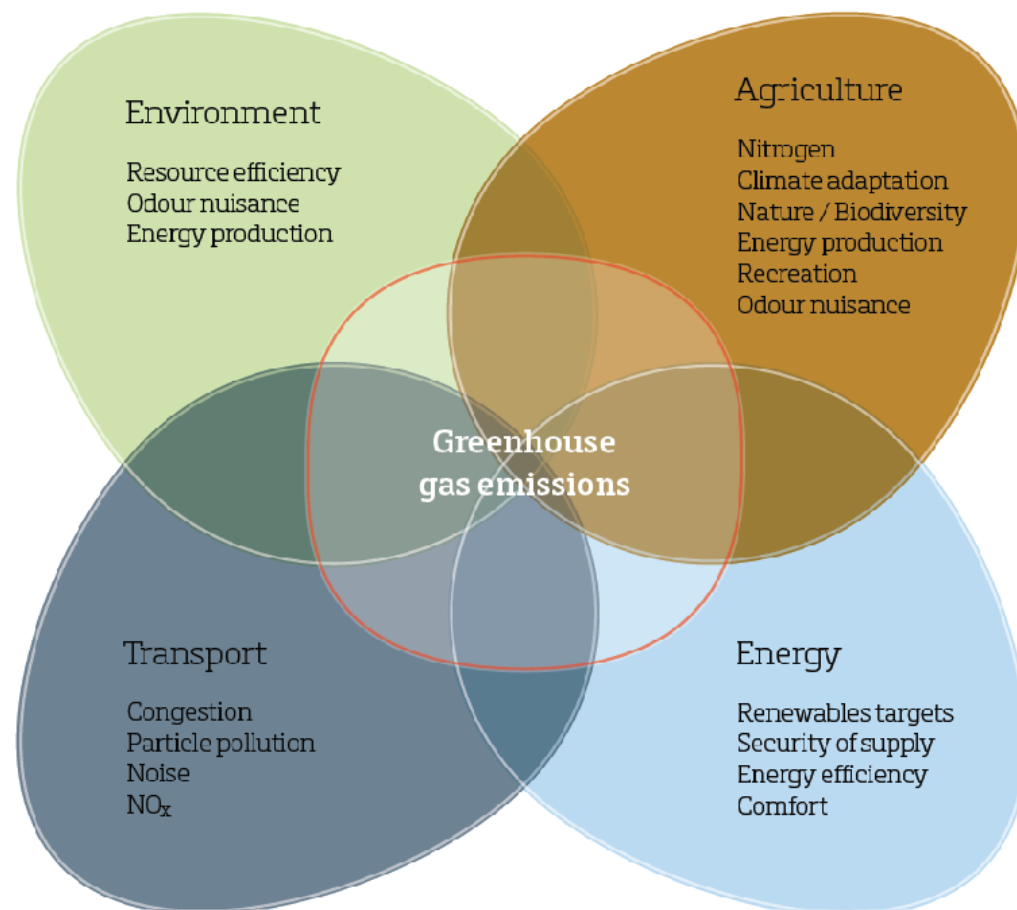 Environment
Resource efficiency
Odour nuisance
Energy production
Agriculture
Nitrogen
Climate adaptation
Nature / Biodiversity
Energy production
Recreation
Odour nuisance
Greenhouse
gas emissions
Transport
Congestion
Particle pollution
Noise
NOₓ
Energy
Renewables targets
Security of supply
Energy efficiency
Comfort